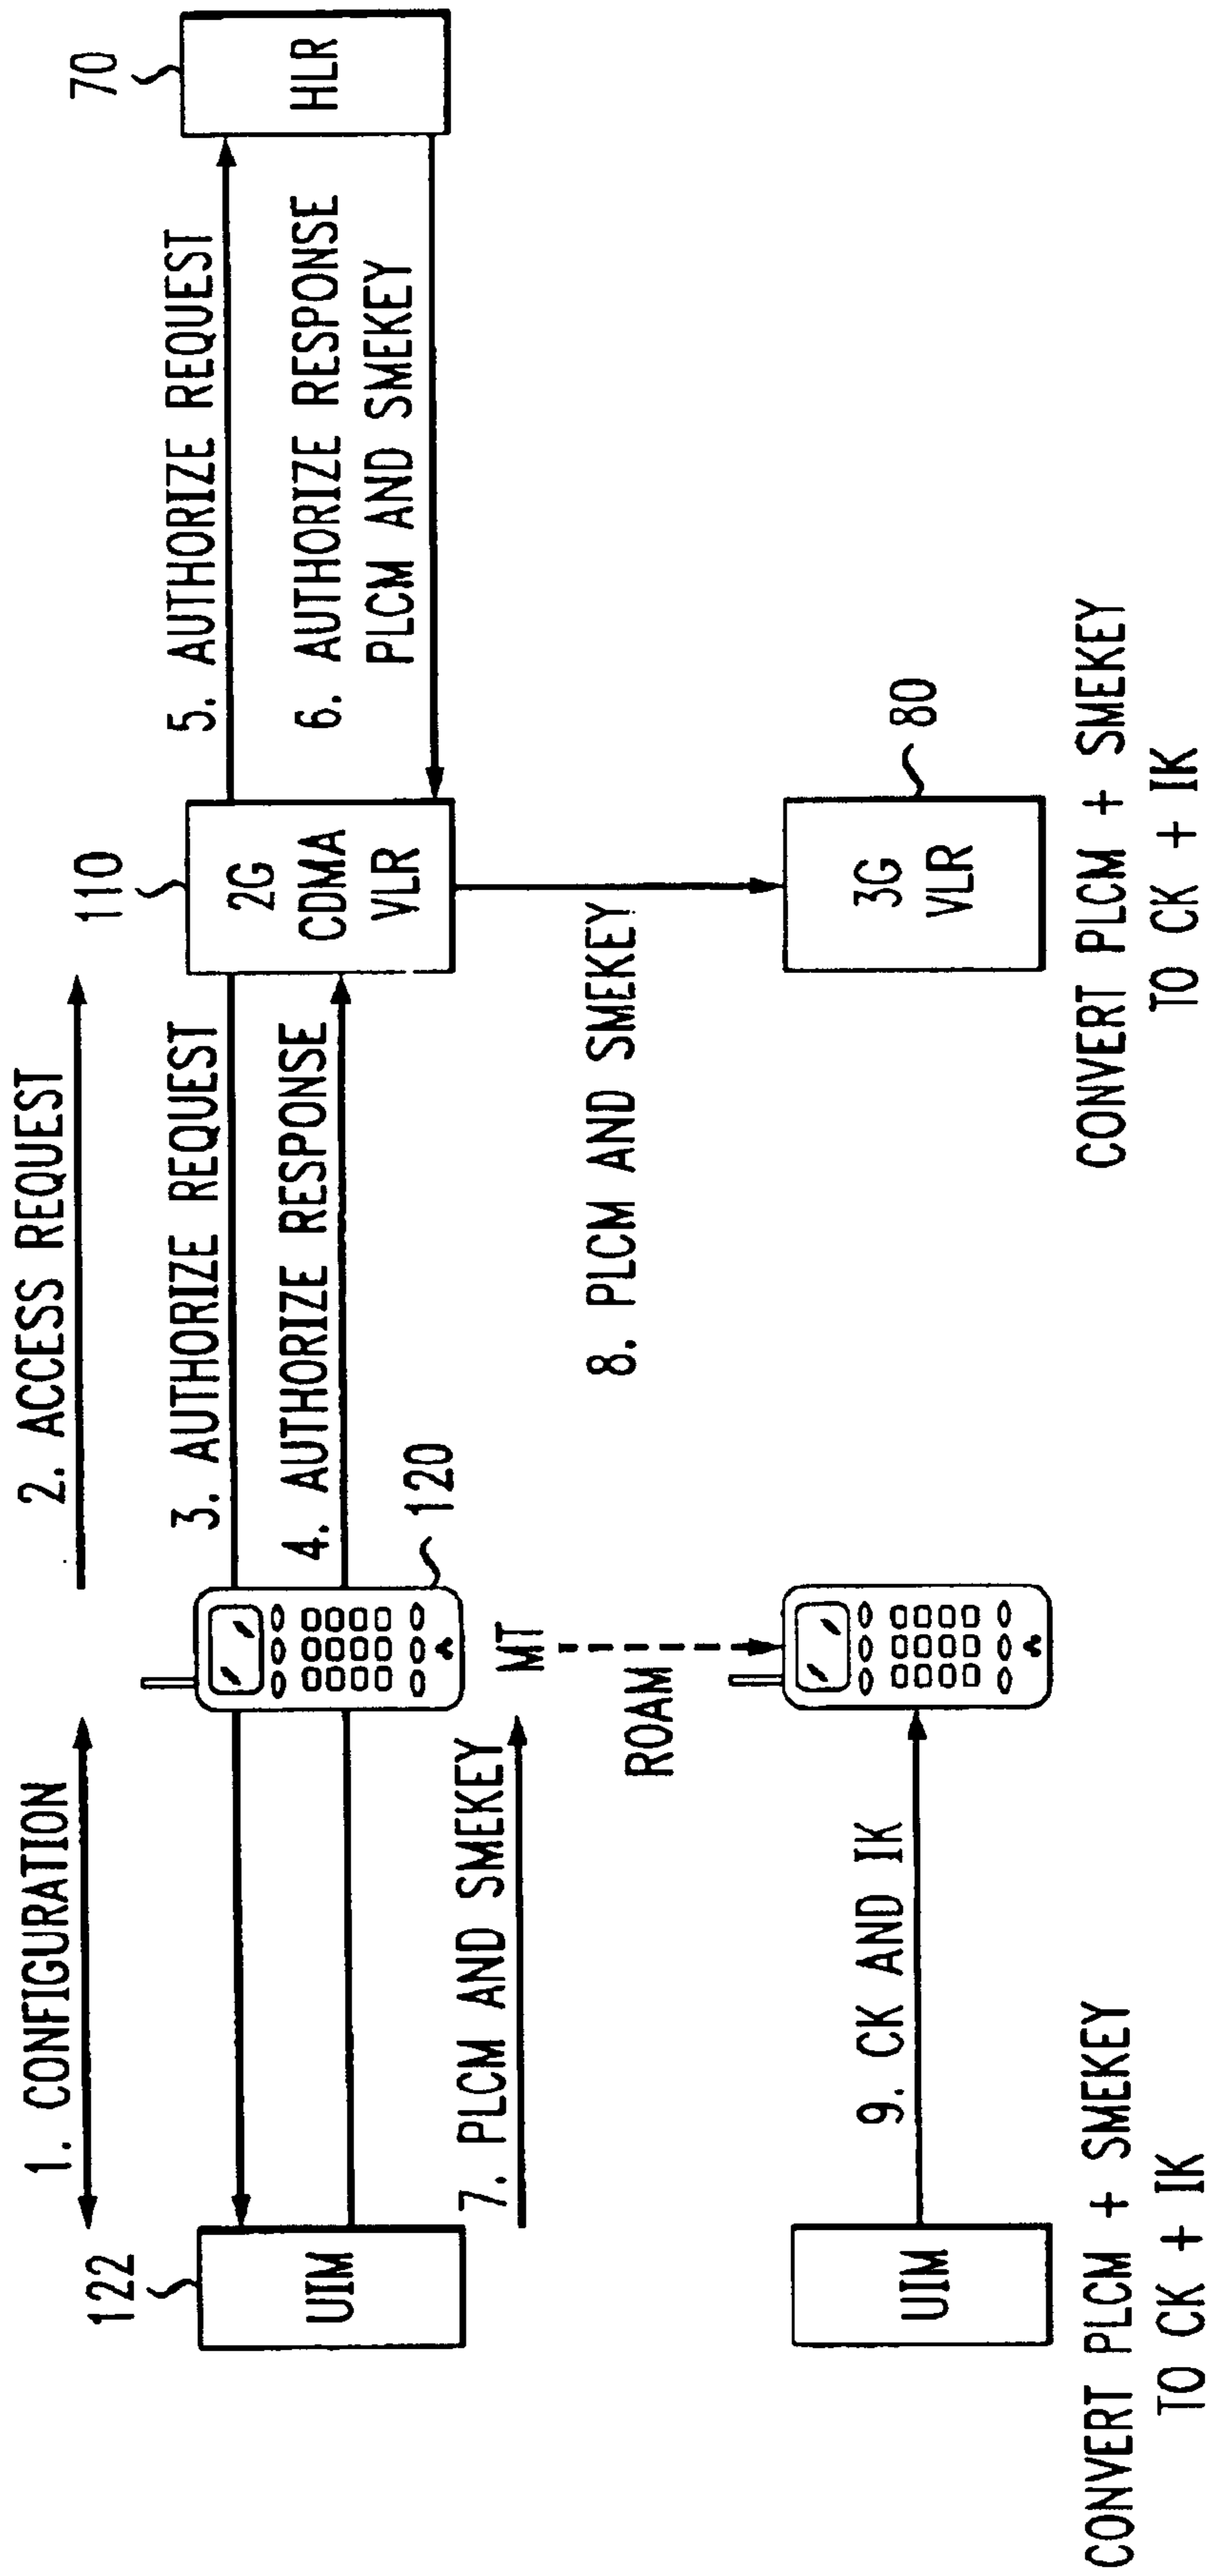 1. CONFIGURATION
2. ACCESS REQUEST
122
110
70
UIM
3. AUTHORIZE REQUEST
4. AUTHORIZE RESPONSE
2G
CDMA
VLR
5. AUTHORIZE REQUEST
6. AUTHORIZE RESPONSE
PLCM AND SMEKEY
HLR
120
7. PLCM AND SMEKEY
MT
ROAM
8. PLCM AND SMEKEY
80
UIM
9. CK AND IK
3G
VLR
CONVERT PLCM + SMEKEY
TO CK + IK
CONVERT PLCM + SMEKEY
TO CK + IK